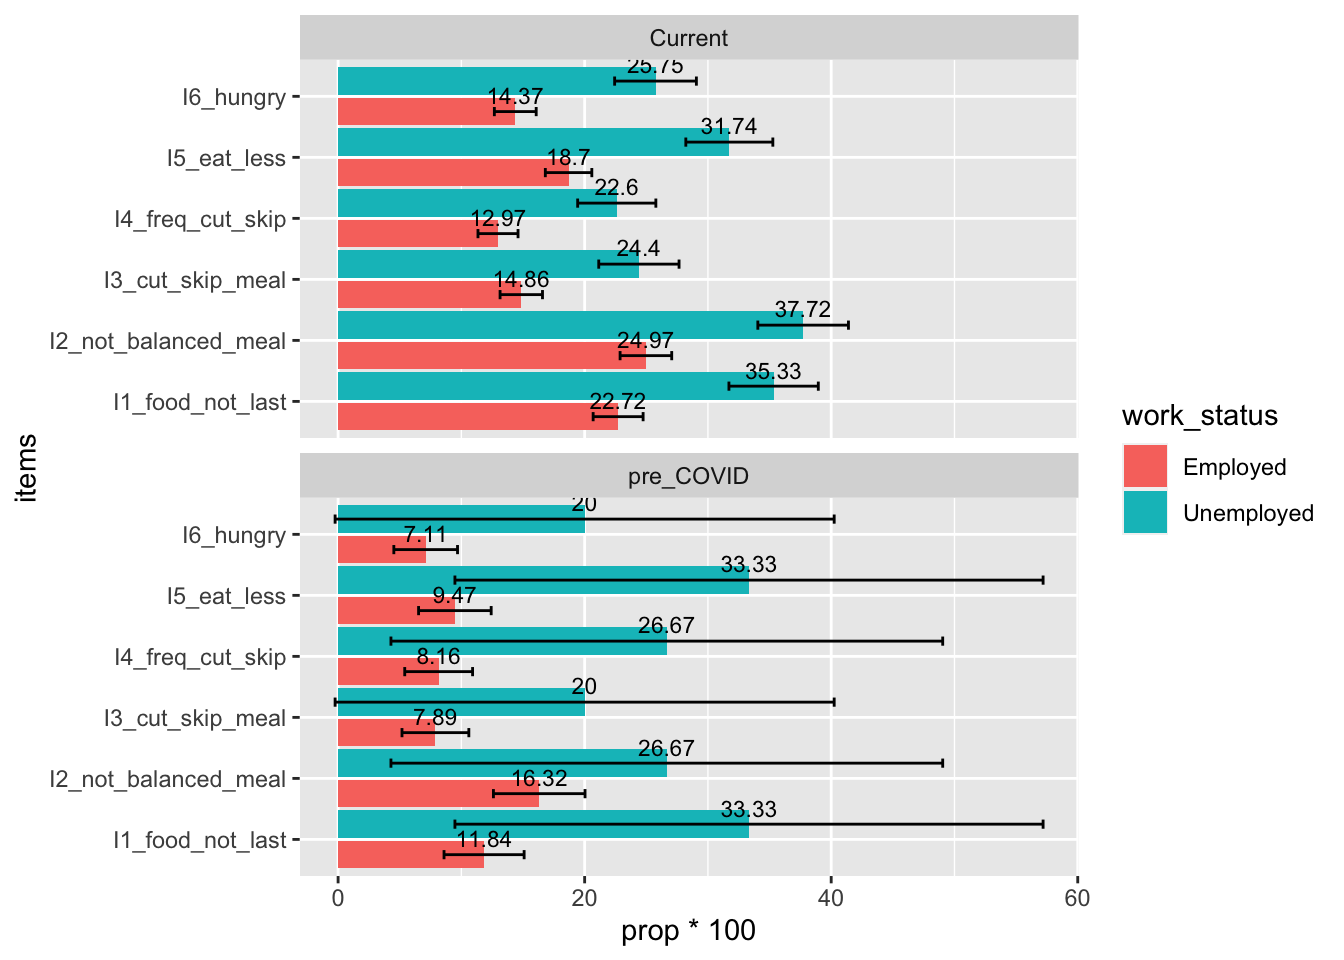 Current
I6_hungry
25.75
14.37
I5_eat_less
31.74
18.7
I4_freq_cut_skip
22.6
12.97
I3_cut_skip_meal
24.4
14.86
I2_not_balanced_meal
37.72
24.97
I1_food_not_last
35.33
22.72
pre_COVID
I6_hungry
20
7.11
I5_eat_less
33.33
9.47
I4_freq_cut_skip
26.67
8.16
I3_cut_skip_meal
20
7.89
I2_not_balanced_meal
26.67
16.32
I1_food_not_last
33.33
11.84
0 20 40 60
prop * 100
items
work_status
Employed
Unemployed